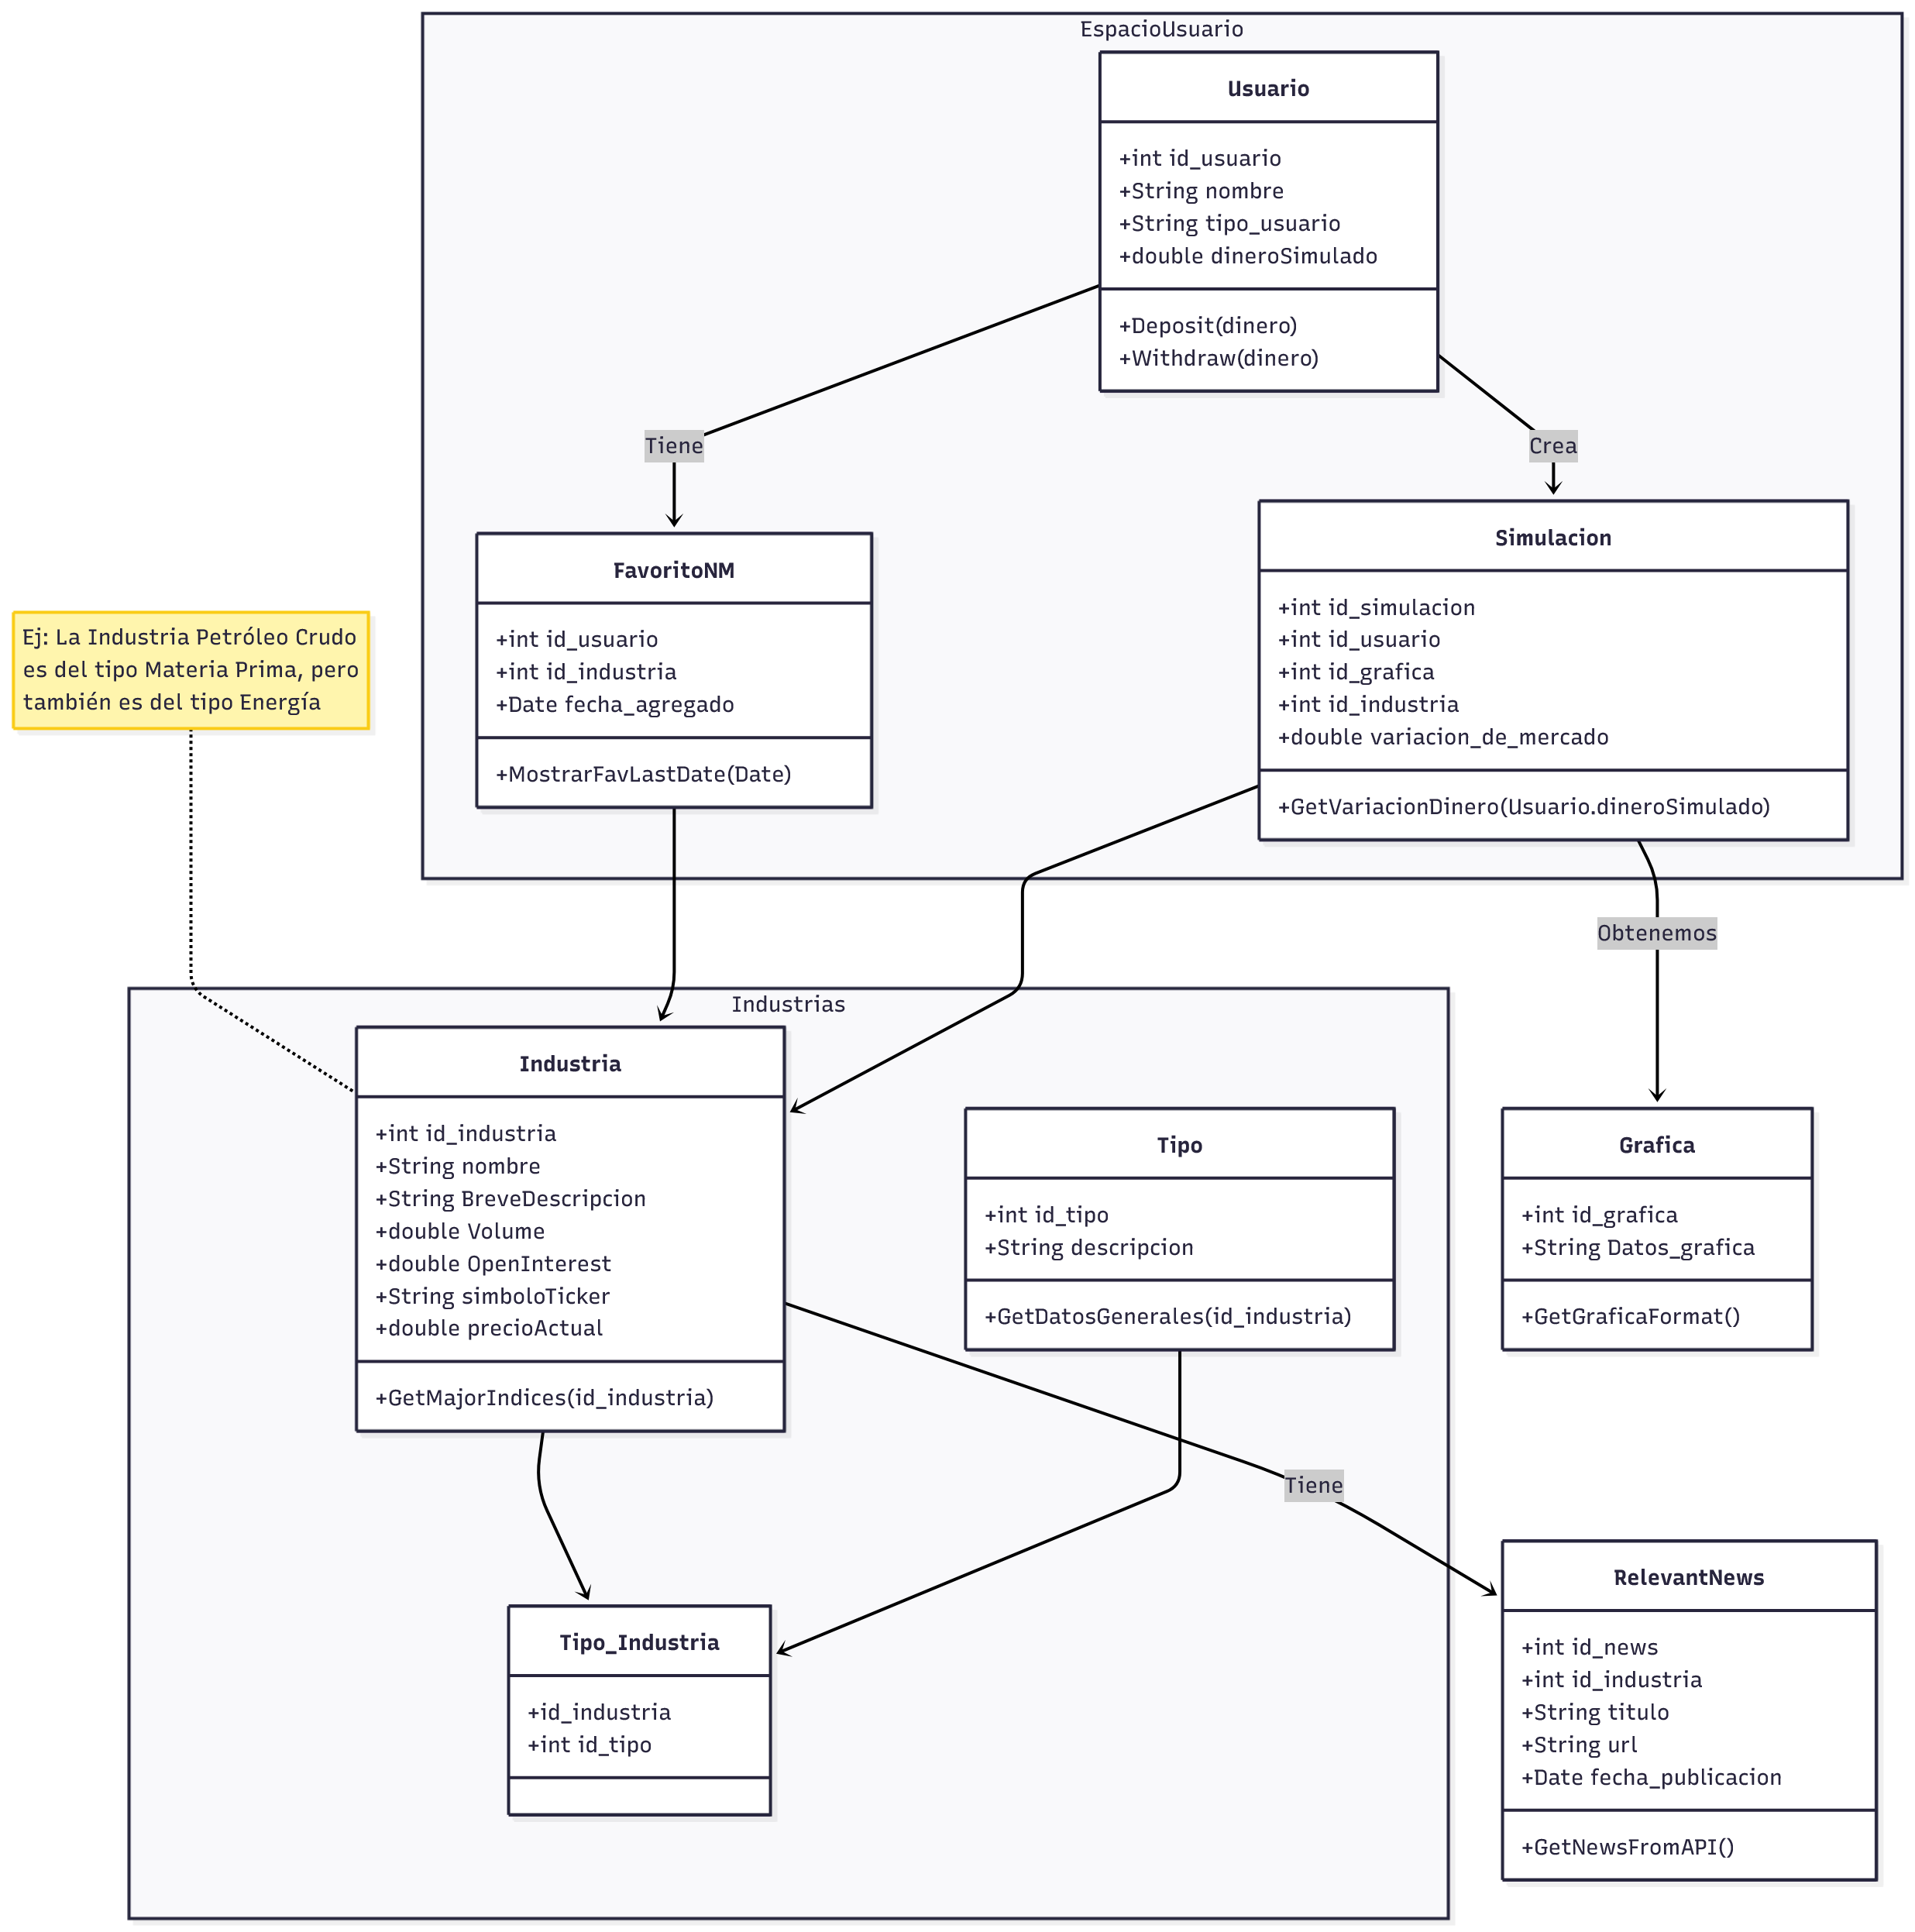 EspacioUsuario
Usuario
+int id_usuario
+String nombre
+String tipo_usuario
+double dineroSimulado
+Deposit(dinero)
+Withdraw(dinero)
Tiene
Crea
FavoritoNM
+int id_usuario
+int id_industria
+Date fecha_agregado
+MostrarFavLastDate(Date)
Simulacion
+int id_simulacion
+int id_usuario
+int id_grafica
+int id_industria
+double variacion_de_mercado
+GetVariacionDinero(Usuario.dineroSimulado)
Ej: La Industria Petróleo Crudo
es del tipo Materia Prima, pero
también es del tipo Energía
Obtenemos
Industrias
Industria
+int id_industria
+String nombre
+String BreveDescripcion
+double Volume
+double OpenInterest
+String simboloTicker
+double precioActual
+GetMajorIndices(id_industria)
Tipo
+int id_tipo
+String descripcion
+GetDatosGenerales(id_industria)
Grafica
+int id_grafica
+String Datos_grafica
+GetGraficaFormat()
Tiene
Tipo_Industria
+id_industria
+int id_tipo
RelevantNews
+int id_news
+int id_industria
+String titulo
+String url
+Date fecha_publicacion
+GetNewsFromAPI()